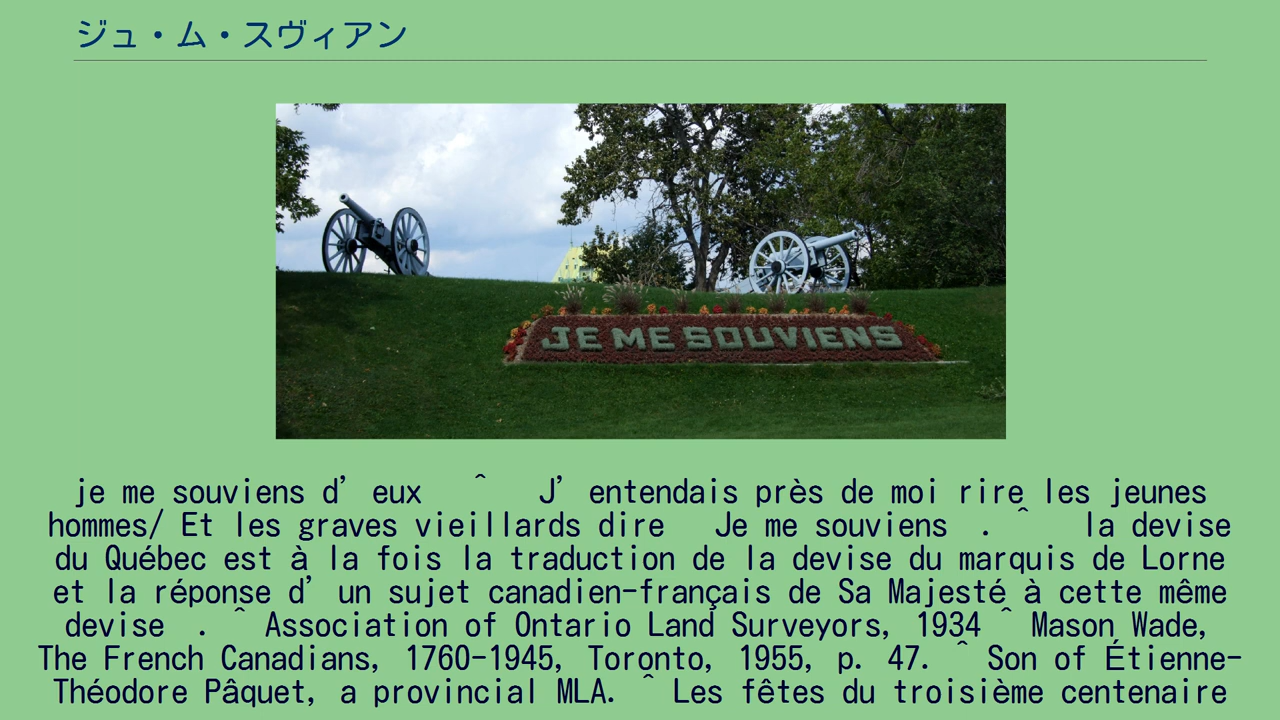 ジュ・ム・スヴィアン
JE ME SOUVIENS
je me souviens d’eux ^ J’entendais près de moi rire les jeunes
hommes/ Et les graves vieillards dire Je me souviens . ^ la devise
du Québec est à la fois la traduction de la devise du marquis de Lorne
et la réponse d’un sujet canadien-français de Sa Majesté à cette même
devise . ^ Association of Ontario Land Surveyors, 1934 ^ Mason Wade,
The French Canadians, 1760-1945, Toronto, 1955, p. 47. ^ Son of Étienne-
Théodore Pâquet, a provincial MLA. ^ Les fêtes du troisième centenaire